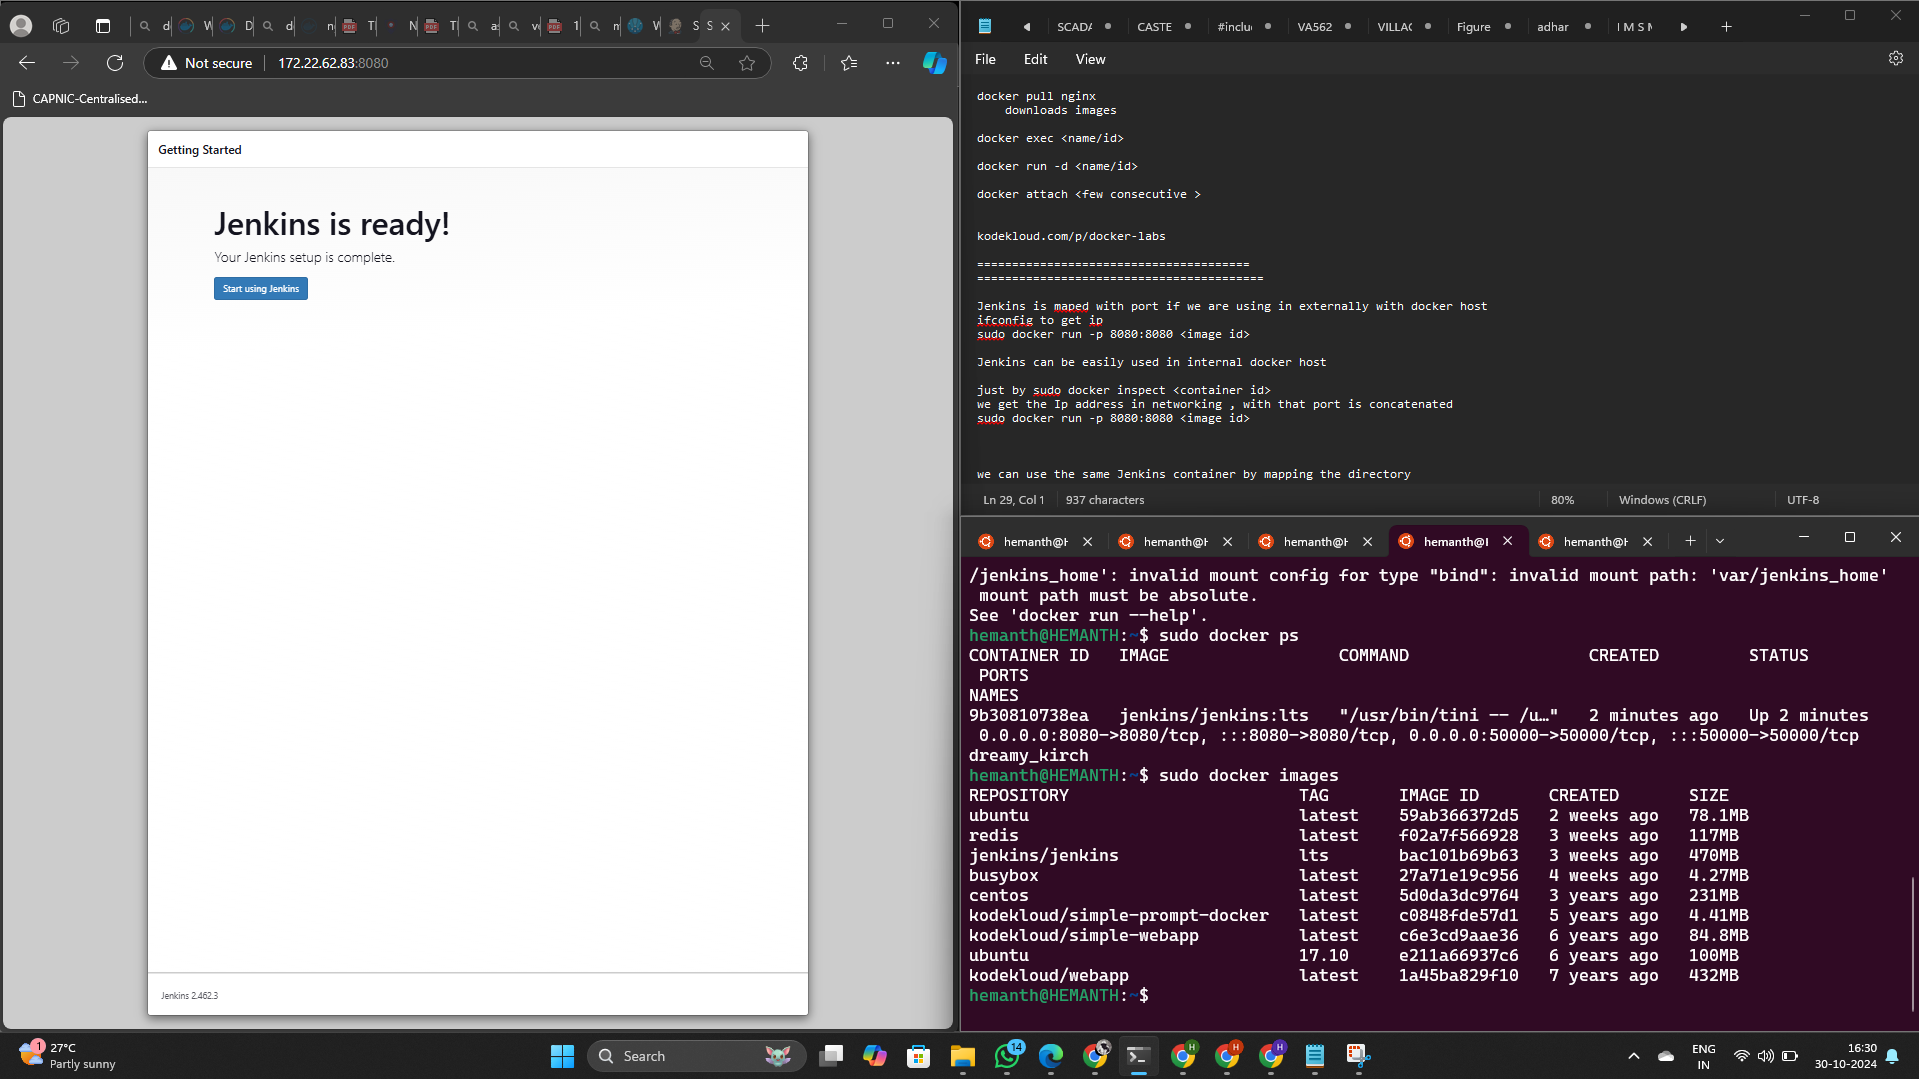 Not secure
172.22.62.83:8080
CAPNIC-Centralised...
Getting Started
Jenkins is ready!
Your Jenkins setup is complete.
Start using Jenkins
Jenkins 2.462.3
SCADA
CASTE
#inclu
VA562
VILLAG
Figure
adhar
I M S M
File Edit View
docker pull nginx
downloads images
docker exec <name/id>
docker run -d <name/id>
docker attach <few consecutive >
kodekloud.com/p/docker-labs
=======================================
=========================================
Jenkins is maped with port if we are using in externally with docker host
ifconfig to get ip
sudo docker run -p 8080:8080 <image id>
Jenkins can be easily used in internal docker host
just by sudo docker inspect <container id>
we get the Ip address in networking , with that port is concatenated
sudo docker run -p 8080:8080 <image id>
we can use the same Jenkins container by mapping the directory
Ln 29, Col 1 937 characters 80% Windows (CRLF) UTF-8
hemanth@H hemanth@H hemanth@H hemanth@H hemanth@H
/jenkins_home': invalid mount config for type "bind": invalid mount path: 'var/jenkins_home'
mount path must be absolute.
See 'docker run --help'.
hemanth@HEMANTH:~$ sudo docker ps
CONTAINER ID IMAGE COMMAND CREATED STATUS
PORTS
NAMES
9b30810738ea jenkins/jenkins:lts "/usr/bin/tini -- /u…" 2 minutes ago Up 2 minutes
0.0.0.0:8080->8080/tcp, :::8080->8080/tcp, 0.0.0.0:50000->50000/tcp, :::50000->50000/tcp
dreamy_kirch
hemanth@HEMANTH:~$ sudo docker images
REPOSITORY TAG IMAGE ID CREATED SIZE
ubuntu latest 59ab366372d5 2 weeks ago 78.1MB
redis latest f02a7f566928 3 weeks ago 117MB
jenkins/jenkins lts bac101b69b63 3 weeks ago 470MB
busybox latest 27a71e19c956 4 weeks ago 4.27MB
centos latest 5d0da3dc9764 3 years ago 231MB
kodekloud/simple-prompt-docker latest c0848fde57d1 5 years ago 4.41MB
kodekloud/simple-webapp latest c6e3cd9aae36 6 years ago 84.8MB
ubuntu 17.10 e211a66937c6 6 years ago 100MB
kodekloud/webapp latest 1a45ba829f10 7 years ago 432MB
hemanth@HEMANTH:~$
1
27°C
Partly sunny
Search
14
H H H
ENG
IN
16:30
30-10-2024